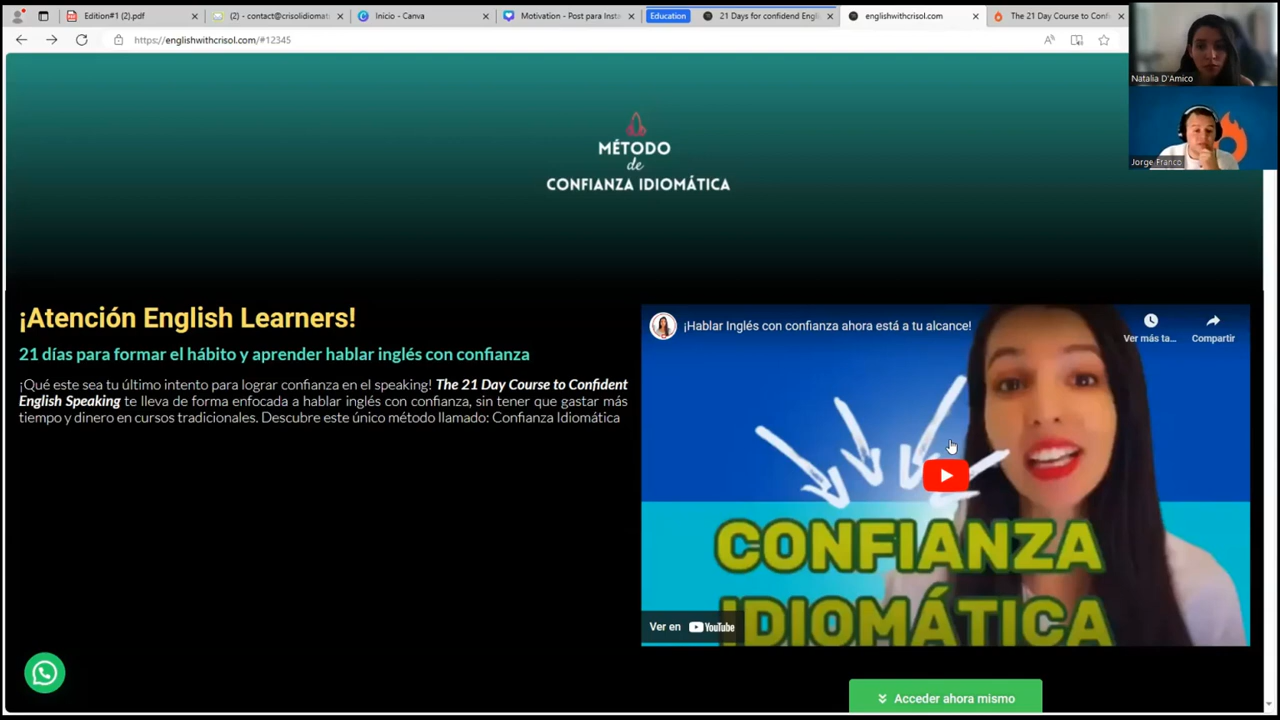 Edition#1 (2).pdf
(2) - contact@crisolidiomat
Inicio - Canva
Motivation - Post para Insta
Education
21 Days for confidend Engli
englishwithcrisol.com
The 21 Day Course to Confi
https://englishwithcrisol.com/#12345
Natalia D'Amico
Jorge Franco
MÉTODO
de
CONFIANZA IDIOMÁTICA
¡Atención English Learners!
21 días para formar el hábito y aprender hablar inglés con confianza
¡Qué este sea tu último intento para lograr confianza en el speaking! The 21 Day Course to Confident
English Speaking te lleva de forma enfocada a hablar inglés con confianza, sin tener que gastar más
tiempo y dinero en cursos tradicionales. Descubre este único método llamado: Confianza Idiomática
¡Hablar Inglés con confianza ahora está a tu alcance!
Ver más ta...
Compartir
CONFIANZA
IDIOMÁTICA
Ver en YouTube
Acceder ahora mismo